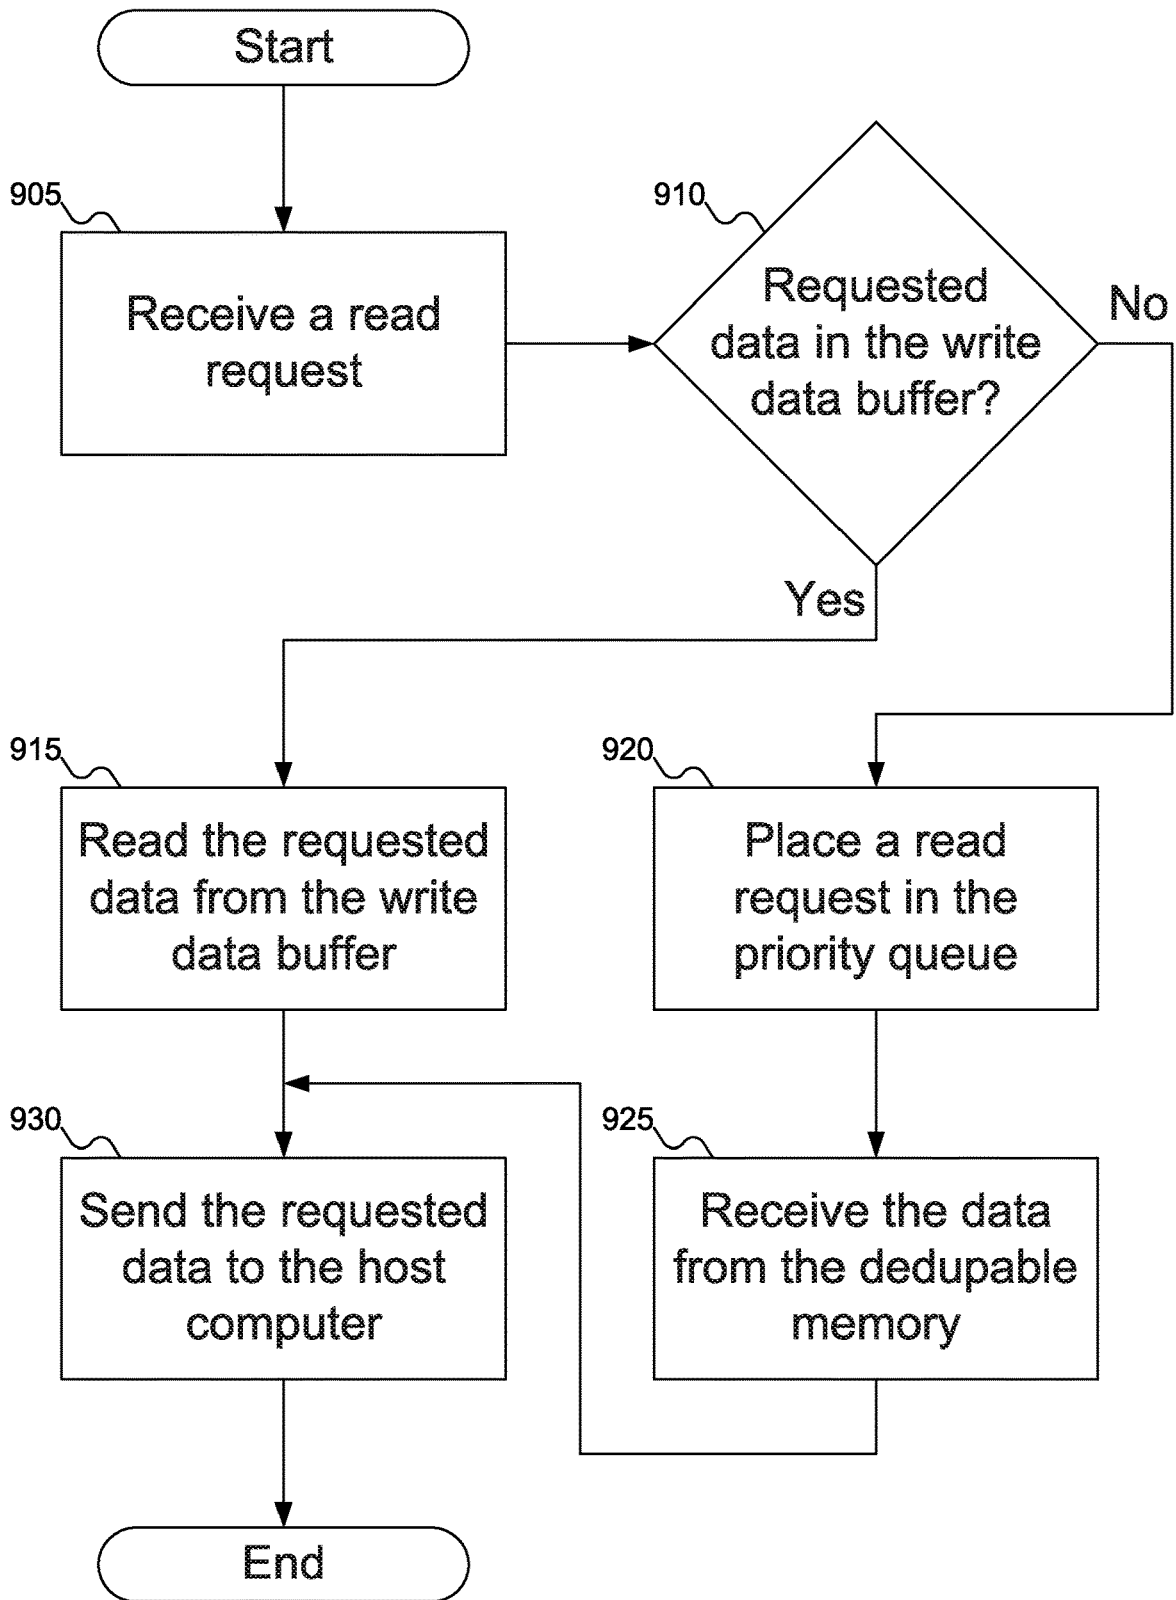 Start
905
Receive a read
request
910
Requested
data in the write
data buffer?
No
Yes
915
Read the requested
data from the write
data buffer
920
Place a read
request in the
priority queue
930
Send the requested
data to the host
computer
925
Receive the data
from the dedupable
memory
End